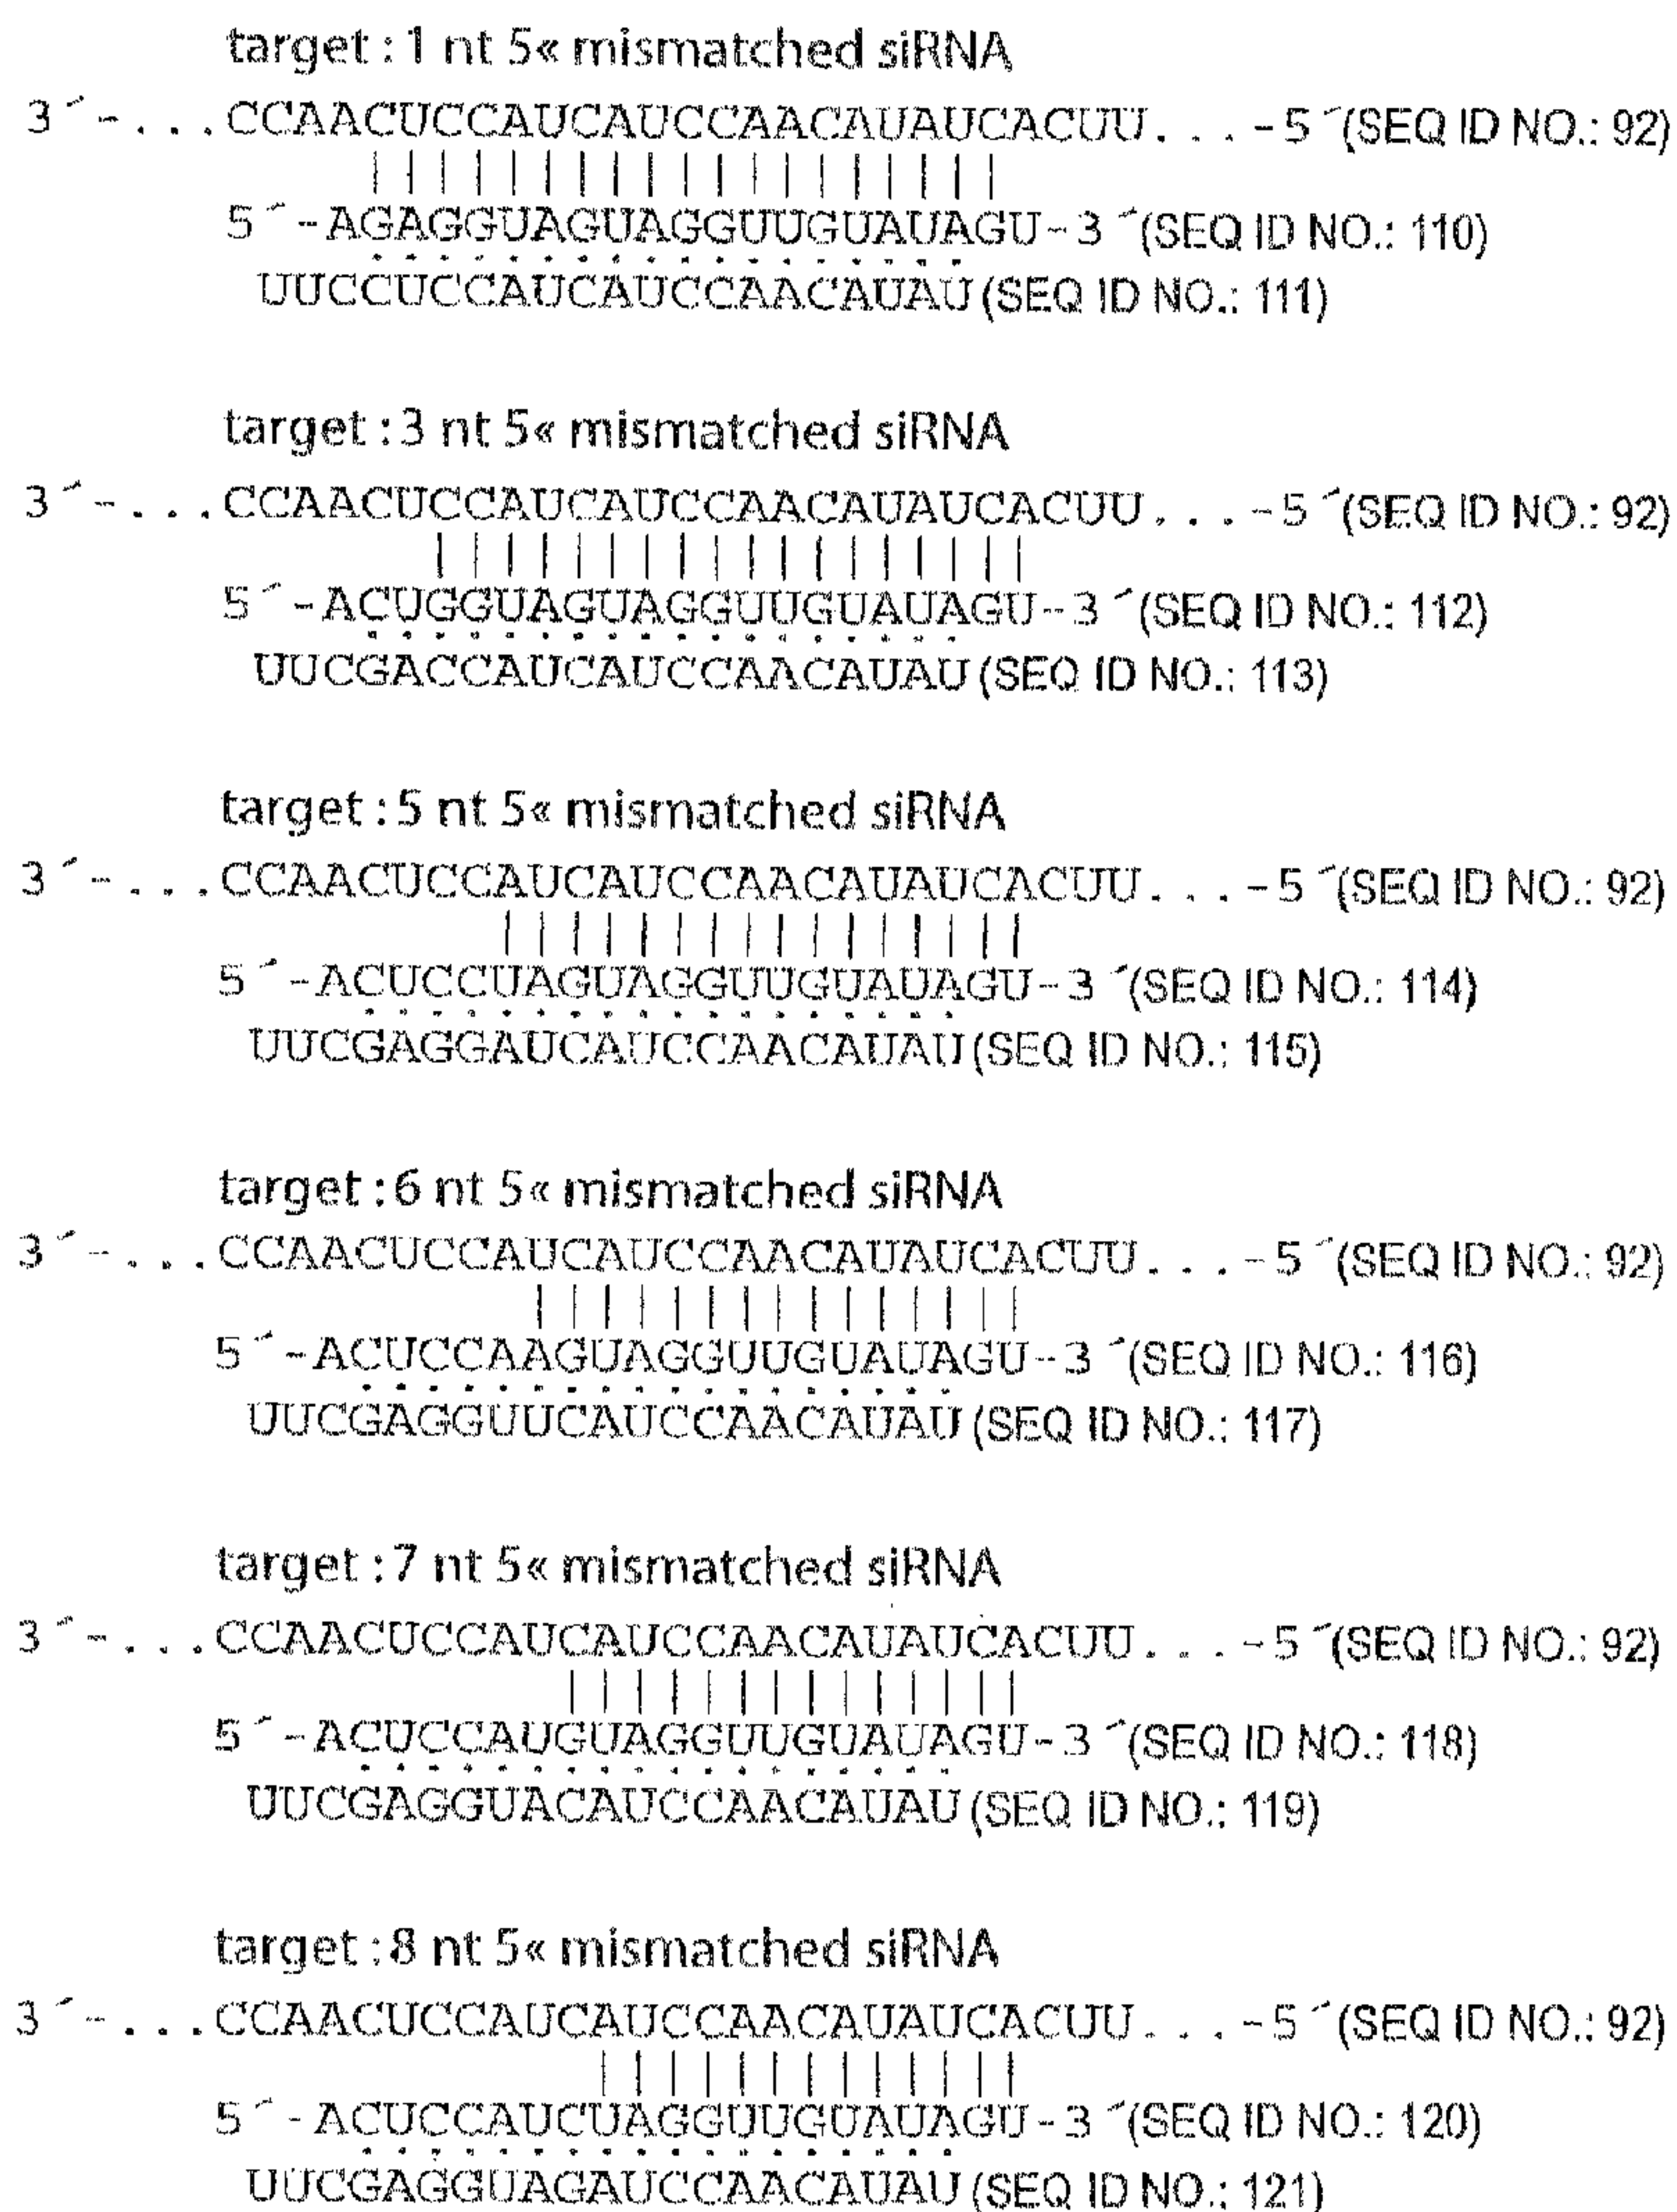 target : 1 nt 5« mismatched siRNA
3´-...CCAACUCCAUCAUCCAACAUAUCACUU...-5´(SEQ ID NO.: 92)
5´-AGAGGUAGUAGGUUGUAUAGU-3´(SEQ ID NO.: 110)
UUCCUCCAUCAUCCAACAUAU(SEQ ID NO.: 111)
target : 3 nt 5« mismatched siRNA
3´-...CCAACUCCAUCAUCCAACAUAUCACUU...-5´(SEQ ID NO.: 92)
5´-ACUGGUAGUAGGUUGUAUAGU-3´(SEQ ID NO.: 112)
UUCGACCAUCAUCCAACAUAU(SEQ ID NO.: 113)
target : 5 nt 5« mismatched siRNA
3´-...CCAACUCCAUCAUCCAACAUAUCACUU...-5´(SEQ ID NO.: 92)
5´-ACUCCUAGUAGGUUGUAUAGU-3´(SEQ ID NO.: 114)
UUCGAGGAUCAUCCAACAUAU(SEQ ID NO.: 115)
target : 6 nt 5« mismatched siRNA
3´-...CCAACUCCAUCAUCCAACAUAUCACUU...-5´(SEQ ID NO.: 92)
5´-ACUCCAAGUAGGUUGUAUAGU-3´(SEQ ID NO.: 116)
UUCGAGGUUCAUCCAACAUAU(SEQ ID NO.: 117)
target : 7 nt 5« mismatched siRNA
3´-...CCAACUCCAUCAUCCAACAUAUCACUU...-5´(SEQ ID NO.: 92)
5´-ACUCCAUGUAGGUUGUAUAGU-3´(SEQ ID NO.: 118)
UUCGAGGUACAUCCAACAUAU(SEQ ID NO.: 119)
target : 8 nt 5« mismatched siRNA
3´-...CCAACUCCAUCAUCCAACAUAUCACUU...-5´(SEQ ID NO.: 92)
5´-ACUCCAUCUAGGUUGUAUAGU-3´(SEQ ID NO.: 120)
UUCGAGGUAGAUCCAACAUAU(SEQ ID NO.: 121)